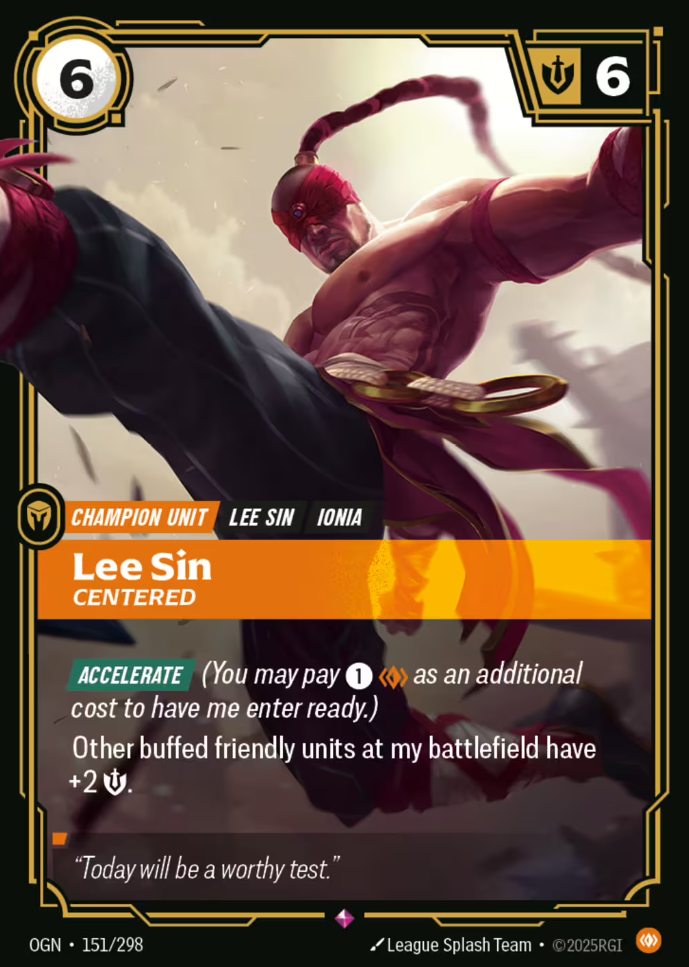 6
6
CHAMPION UNIT LEE SIN IONIA
Lee Sin
CENTERED
ACCELERATE (You may pay 1 as an additional
cost to have me enter ready.)
Other buffed friendly units at my battlefield have
+2.
“Today will be a worthy test.”
OGN • 151/298 League Splash Team • ©2025RGI